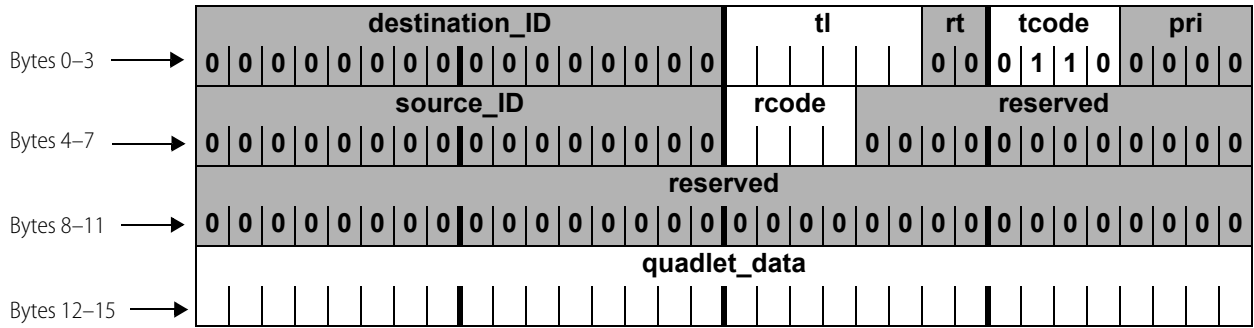 destination_ID tl rt tcode pri
Bytes 0–3 0 0 0 0 0 0 0 0 0 0 0 0 0 0 0 0 0 0 0 1 1 0 0 0 0 0
source_ID rcode reserved
Bytes 4–7 0 0 0 0 0 0 0 0 0 0 0 0 0 0 0 0 0 0 0 0 0 0 0 0 0 0 0 0
reserved
Bytes 8–11 0 0 0 0 0 0 0 0 0 0 0 0 0 0 0 0 0 0 0 0 0 0 0 0 0 0 0 0 0 0 0 0
quadlet_data
Bytes 12–15